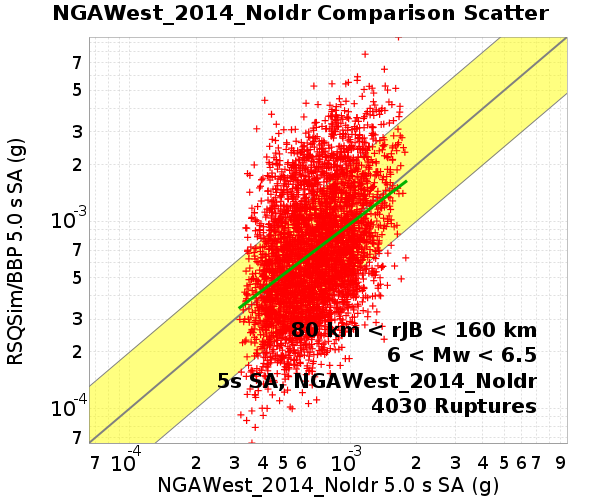 NGAWest_2014_NoIdr Comparison Scatter
RSQSim/BBP 5.0 s SA (g)
7
5
3
2
10-3
7
5
3
2
10-4
7
80 km < rJB < 160 km
6 < Mw < 6.5
5s SA, NGAWest_2014_NoIdr
4030 Ruptures
7 10-4 2 3 4 5 6 10-3 2 3 4 5 6 7 9
NGAWest_2014_NoIdr 5.0 s SA (g)